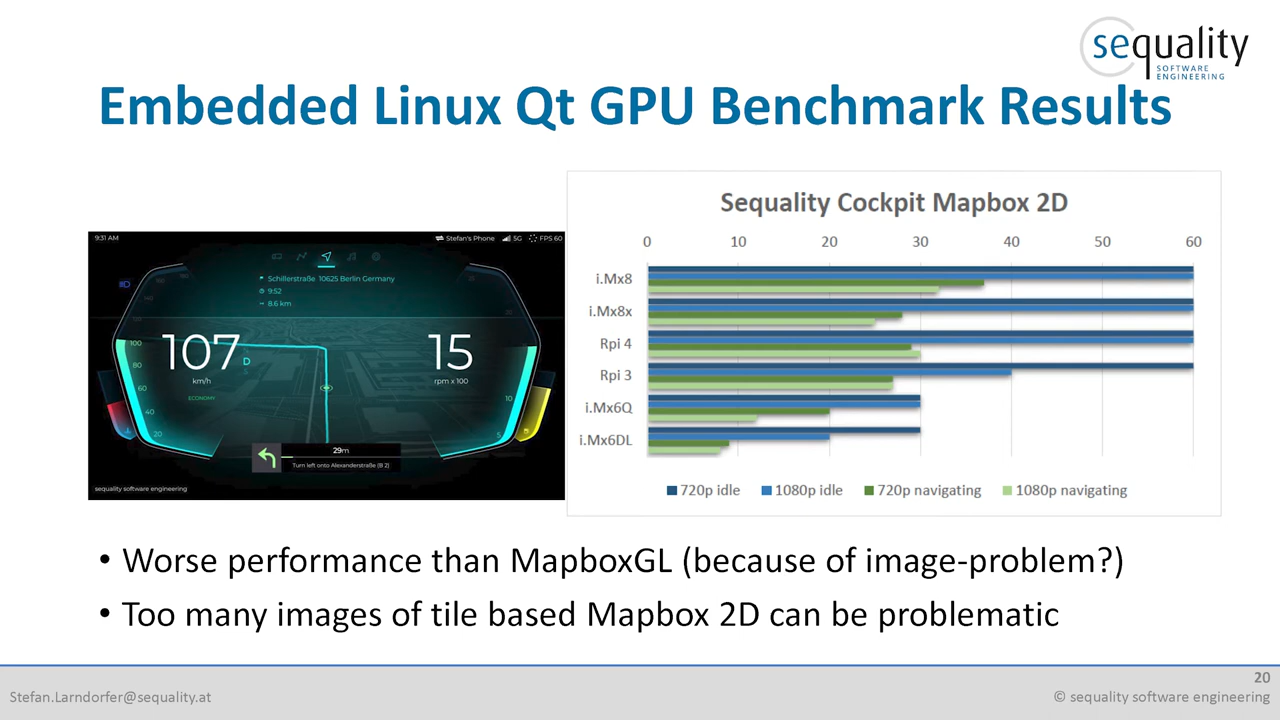 sequality
SOFTWARE
ENGINEERING
Embedded Linux Qt GPU Benchmark Results
9:31 AM
Stefan's Phone 5G FPS 60
Schillerstraße 10625 Berlin Germany
9:52
8.6 km
107 D
km/h
ECONOMY
15
rpm x 100
100
80
60
40
20
10
5
29m
Turn left onto Alexanderstraße (B 2)
sequality software engineering
Sequality Cockpit Mapbox 2D
0 10 20 30 40 50 60
i.Mx8
i.Mx8x
Rpi 4
Rpi 3
i.Mx6Q
i.Mx6DL
720p idle 1080p idle 720p navigating 1080p navigating
• Worse performance than MapboxGL (because of image-problem?)
• Too many images of tile based Mapbox 2D can be problematic
20
Stefan.Larndorfer@sequality.at
© sequality software engineering